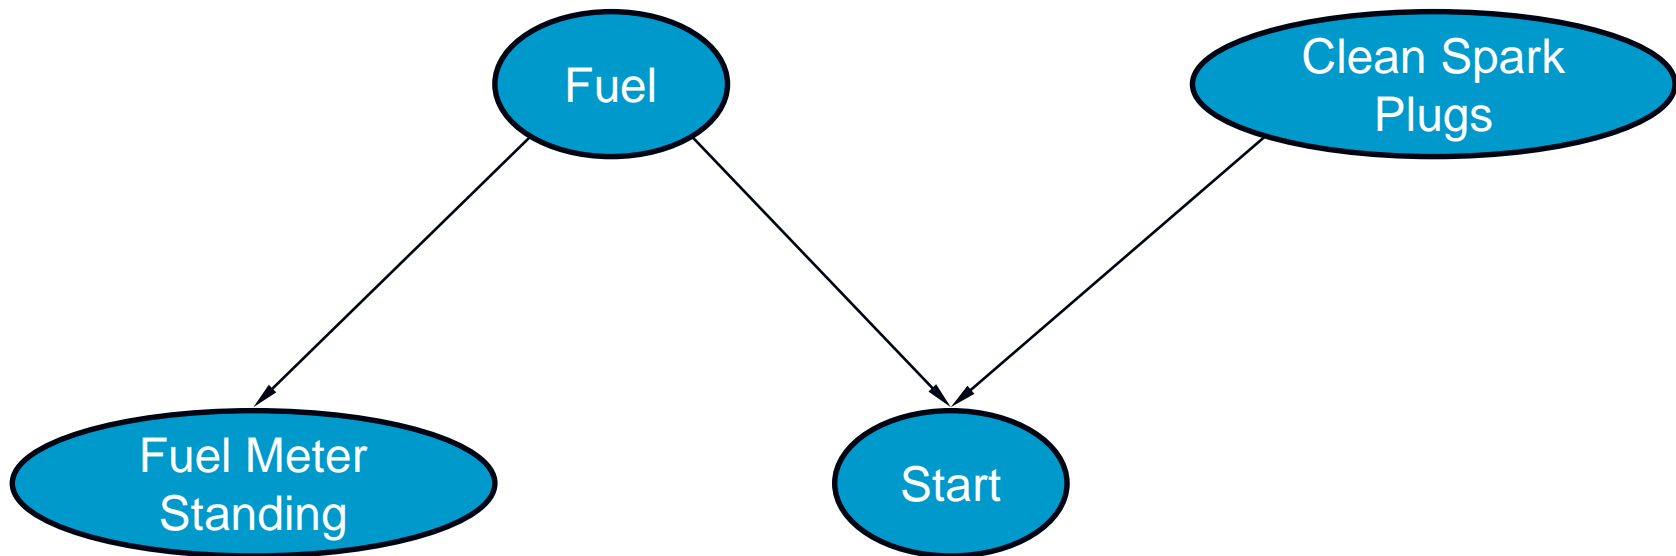 Fuel
Clean Spark
Plugs
Fuel Meter
Standing
Start